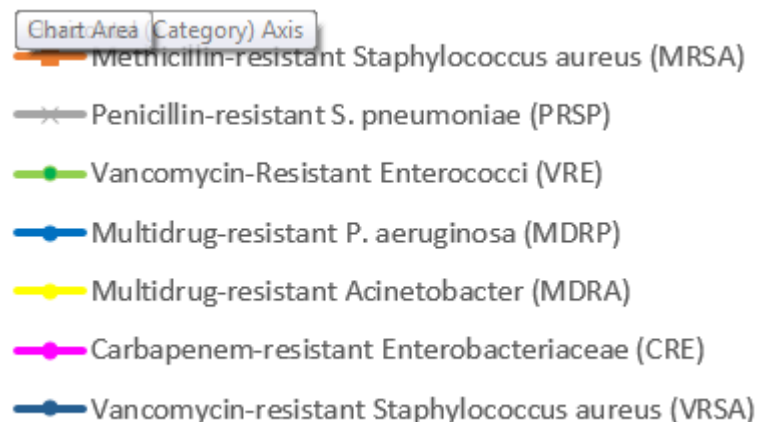 Chart Area
(Category) Axis
Methicillin-resistant Staphylococcus aureus (MRSA)
Penicillin-resistant S. pneumoniae (PRSP)
Vancomycin-Resistant Enterococci (VRE)
Multidrug-resistant P. aeruginosa (MDRP)
Multidrug-resistant Acinetobacter (MDRA)
Carbapenem-resistant Enterobacteriaceae (CRE)
Vancomycin-resistant Staphylococcus aureus (VRSA)